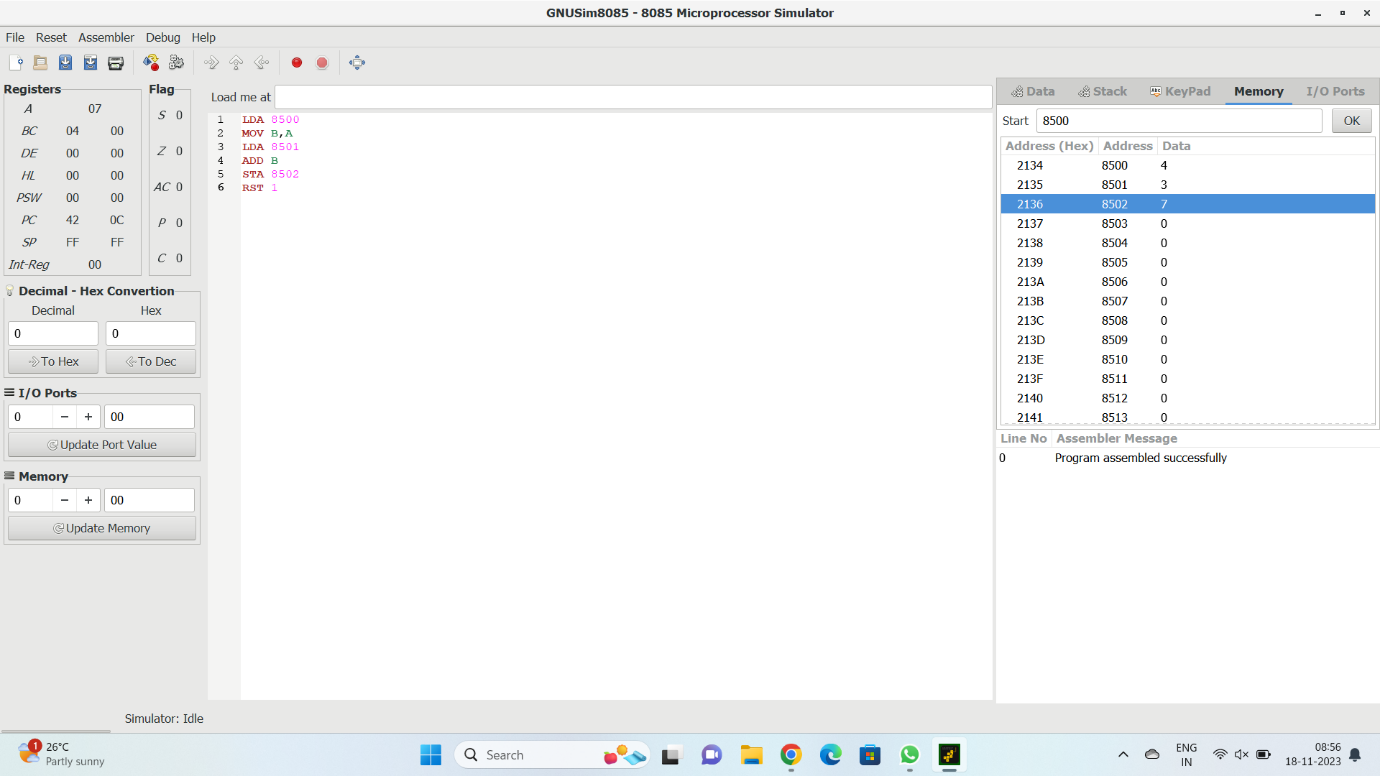 GNUSim8085 - 8085 Microprocessor Simulator
File Reset Assembler Debug Help
Registers
A 07
BC 04 00
DE 00 00
HL 00 00
PSW 00 00
PC 42 0C
SP FF FF
Int-Reg 00
Flag
S 0
Z 0
AC 0
P 0
C 0
Decimal - Hex Convertion
Decimal Hex
0 0
To Hex To Dec
I/O Ports
0 − + 00
Update Port Value
Memory
0 − + 00
Update Memory
Load me at
1 LDA 8500
2 MOV B,A
3 LDA 8501
4 ADD B
5 STA 8502
6 RST 1
Data Stack KeyPad Memory I/O Ports
Start 8500 OK
Address (Hex) Address Data
2134 8500 4
2135 8501 3
2136 8502 7
2137 8503 0
2138 8504 0
2139 8505 0
213A 8506 0
213B 8507 0
213C 8508 0
213D 8509 0
213E 8510 0
213F 8511 0
2140 8512 0
2141 8513 0
Line No Assembler Message
0 Program assembled successfully
Simulator: Idle
1
26°C
Partly sunny
Search
ENG
IN
08:56
18-11-2023